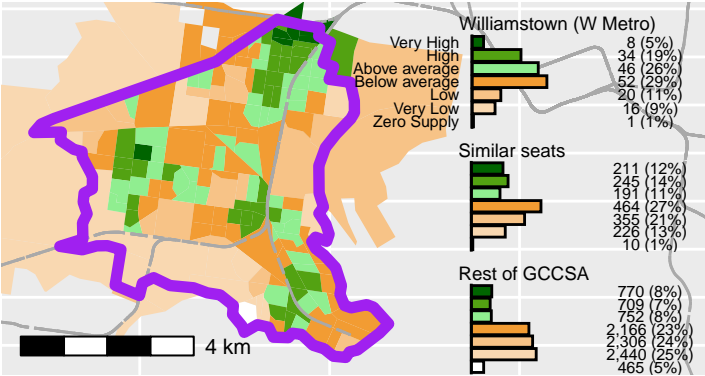 Williamstown (W Metro)
Very High 8 (5%)
High 34 (19%)
Above average 46 (26%)
Below average 52 (29%)
Low 20 (11%)
Very Low 16 (9%)
Zero Supply 1 (1%)
Similar seats
211 (12%)
245 (14%)
191 (11%)
464 (27%)
355 (21%)
226 (13%)
10 (1%)
Rest of GCCSA
770 (8%)
709 (7%)
752 (8%)
2,166 (23%)
2,306 (24%)
2,440 (25%)
465 (5%)
4 km